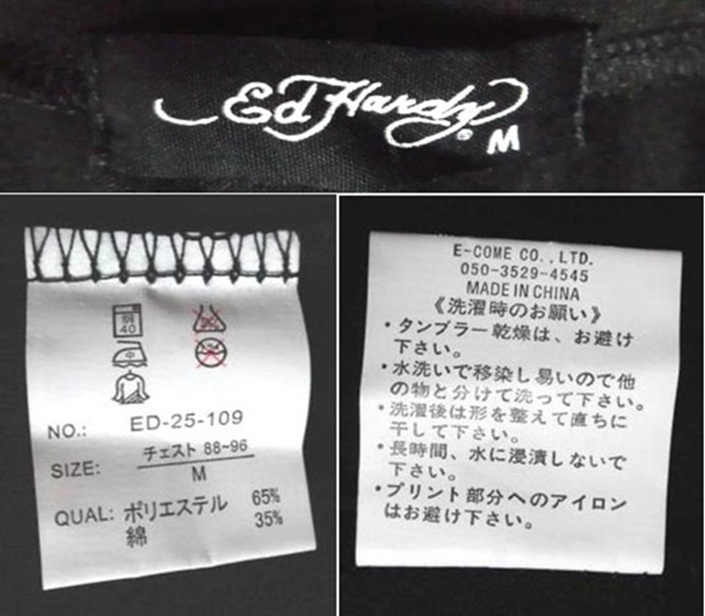 Ed Hardy®
M
弱
40
中
NO.: ED-25-109
SIZE: チェスト 88~96
M
QUAL: ポリエステル 65%
綿 35%
E-COME CO.,LTD.
050-3529-4545
MADE IN CHINA
《洗濯時のお願い》
・タンブラー乾燥は、お避け
下さい。
・水洗いで移染し易いので他
の物と分けて洗って下さい。
・洗濯後は形を整えて直ちに
干して下さい。
・長時間、水に浸漬しないで
下さい。
・プリント部分へのアイロン
はお避け下さい。